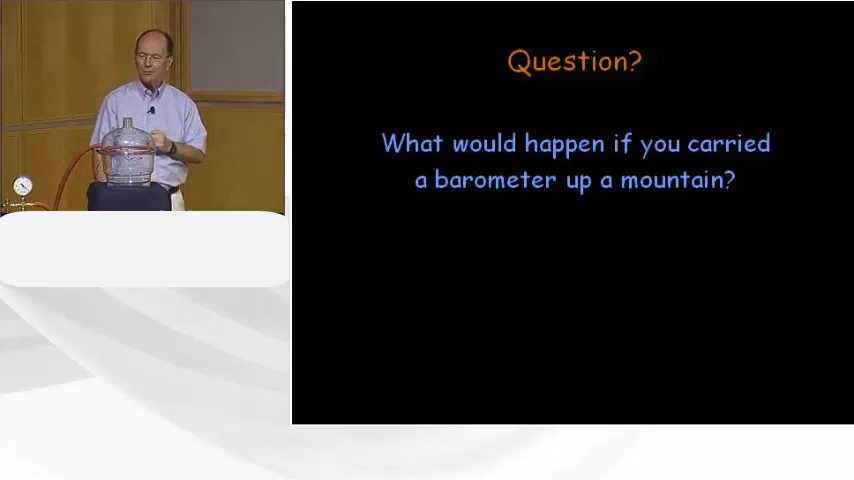 Question?
What would happen if you carried
a barometer up a mountain?